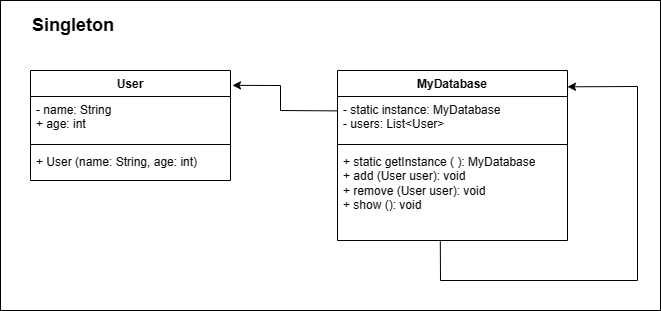 Singleton
User
- name: String
+ age: int
+ User (name: String, age: int)
MyDatabase
- static instance: MyDatabase
- users: List<User>
+ static getInstance ( ): MyDatabase
+ add (User user): void
+ remove (User user): void
+ show (): void